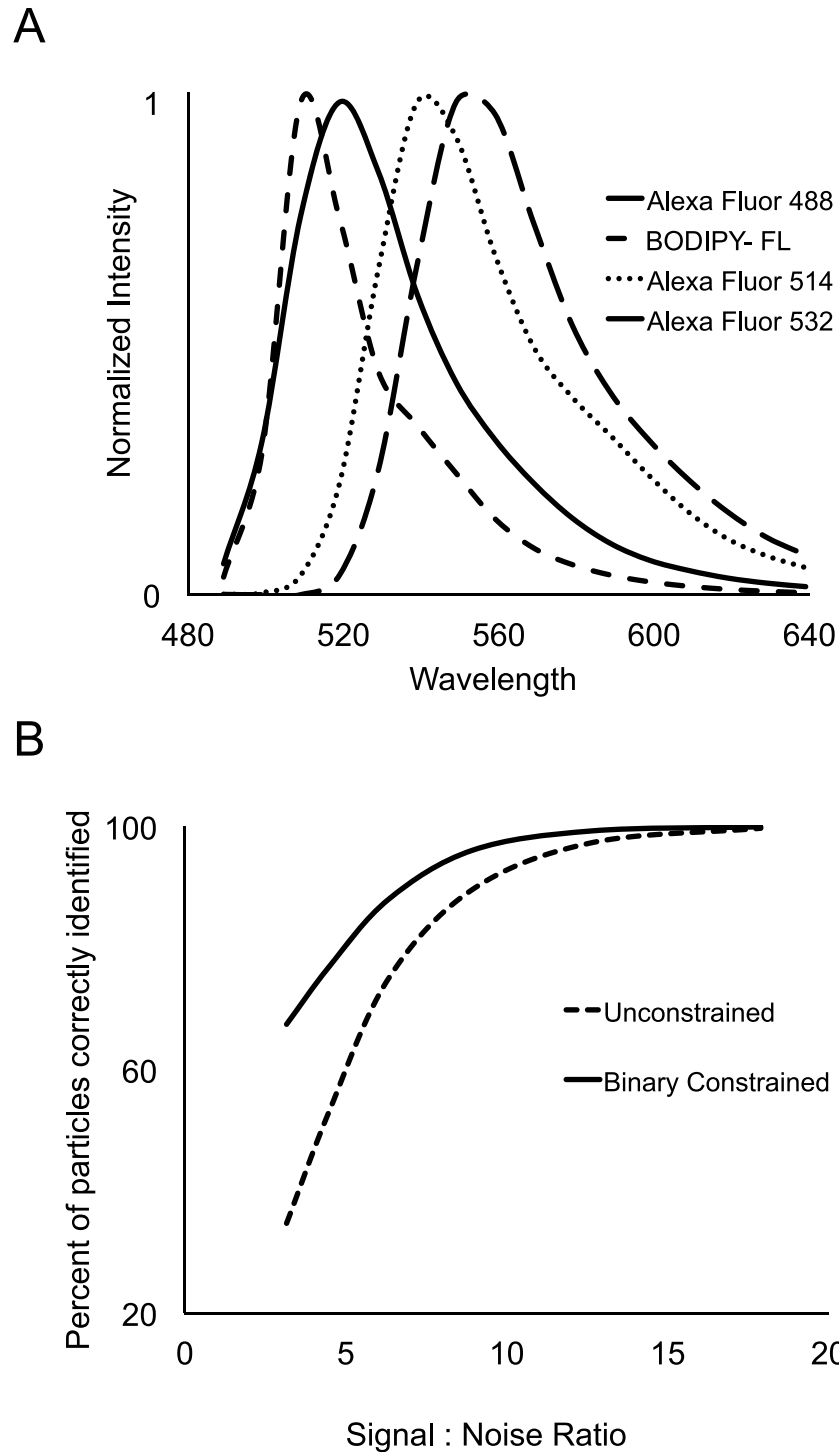 A
1
Normalized Intensity
0
Alexa Fluor 488
BODIPY- FL
Alexa Fluor 514
Alexa Fluor 532
480 520 560 600 640
Wavelength
B
100
60
20
Percent of particles correctly identified
Unconstrained
Binary Constrained
0 5 10 15 20
Signal : Noise Ratio